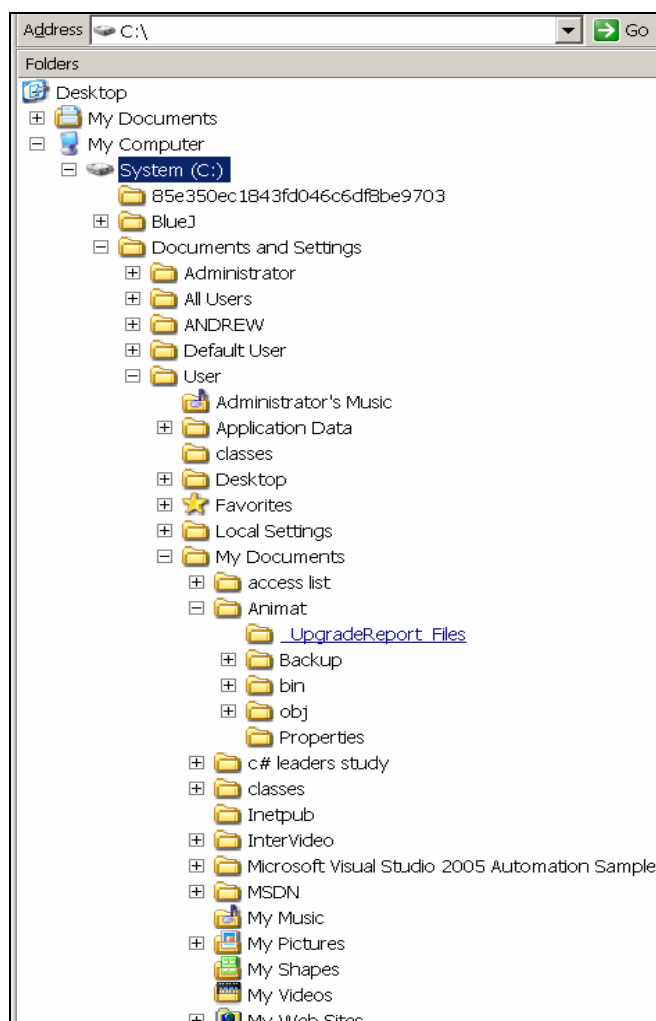 Address C:\ Go
Folders
Desktop
My Documents
My Computer
System (C:)
85e350ec1843fd046c6df8be9703
BlueJ
Documents and Settings
Administrator
All Users
ANDREW
Default User
User
Administrator's Music
Application Data
classes
Desktop
Favorites
Local Settings
My Documents
access list
Animat
_UpgradeReport_Files
Backup
bin
obj
Properties
c# leaders study
classes
Inetpub
InterVideo
Microsoft Visual Studio 2005 Automation Sample
MSDN
My Music
My Pictures
My Shapes
My Videos
My Web Sites